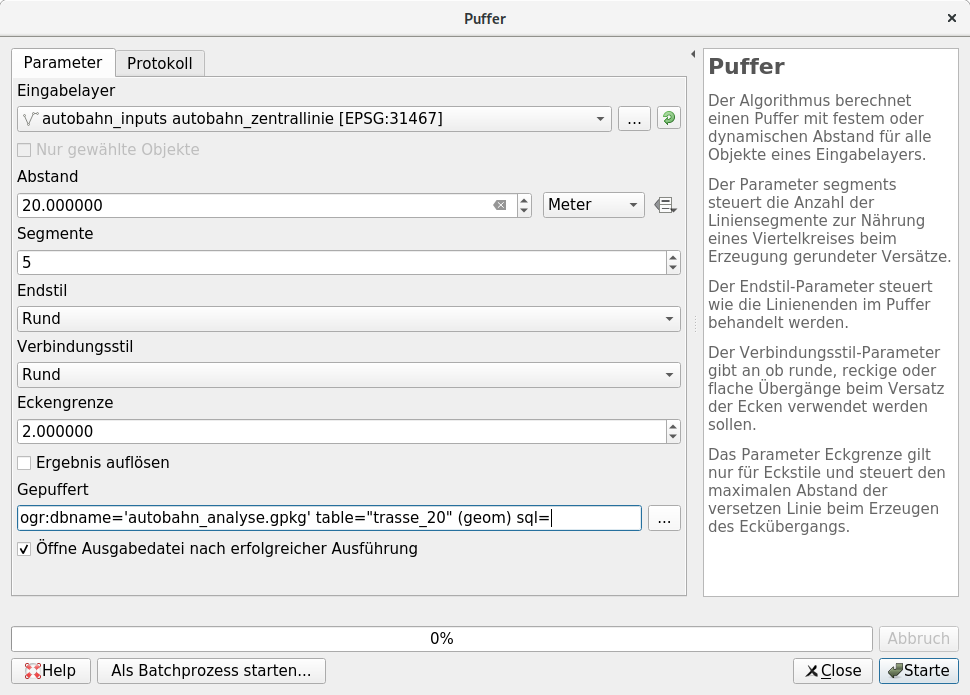 Puffer
Parameter
Protokoll
Eingabelayer
autobahn_inputs autobahn_zentrallinie [EPSG:31467]
...
Nur gewählte Objekte
Abstand
20.000000
Meter
Segmente
5
Endstil
Rund
Verbindungsstil
Rund
Eckengrenze
2.000000
Ergebnis auflösen
Gepuffert
ogr:dbname='autobahn_analyse.gpkg' table="trasse_20" (geom) sql=
...
Öffne Ausgabedatei nach erfolgreicher Ausführung
Puffer
Der Algorithmus berechnet
einen Puffer mit festem oder
dynamischen Abstand für alle
Objekte eines Eingabelayers.
Der Parameter segments
steuert die Anzahl der
Liniensegmente zur Nährung
eines Viertelkreises beim
Erzeugung gerundeter Versätze.
Der Endstil-Parameter steuert
wie die Linienenden im Puffer
behandelt werden.
Der Verbindungsstil-Parameter
gibt an ob runde, reckige oder
flache Übergänge beim Versatz
der Ecken verwendet werden
sollen.
Das Parameter Eckgrenze gilt
nur für Eckstile und steuert den
maximalen Abstand der
versetzen Linie beim Erzeugen
des Eckübergangs.
0%
Abbruch
Help
Als Batchprozess starten...
Close
Starte